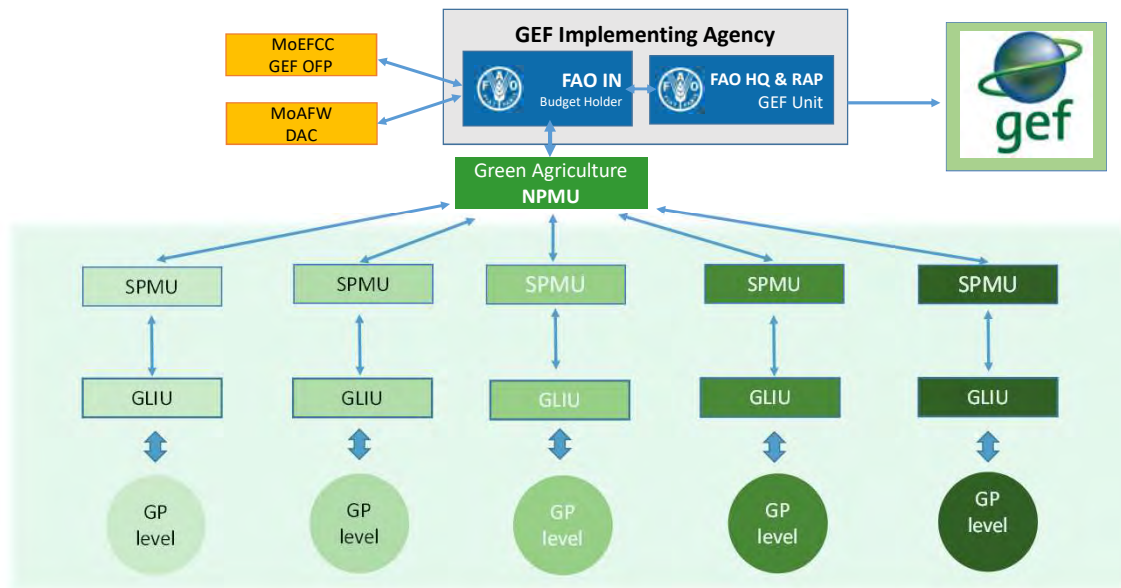 GEF Implementing Agency
MoEFCC
GEF OFP
MoAFW
DAC
FAO IN
Budget Holder
FAO HQ & RAP
GEF Unit
gef
Green Agriculture
NPMU
SPMU
SPMU
SPMU
SPMU
SPMU
GLIU
GLIU
GLIU
GLIU
GLIU
GP
level
GP
level
GP
level
GP
level
GP
level